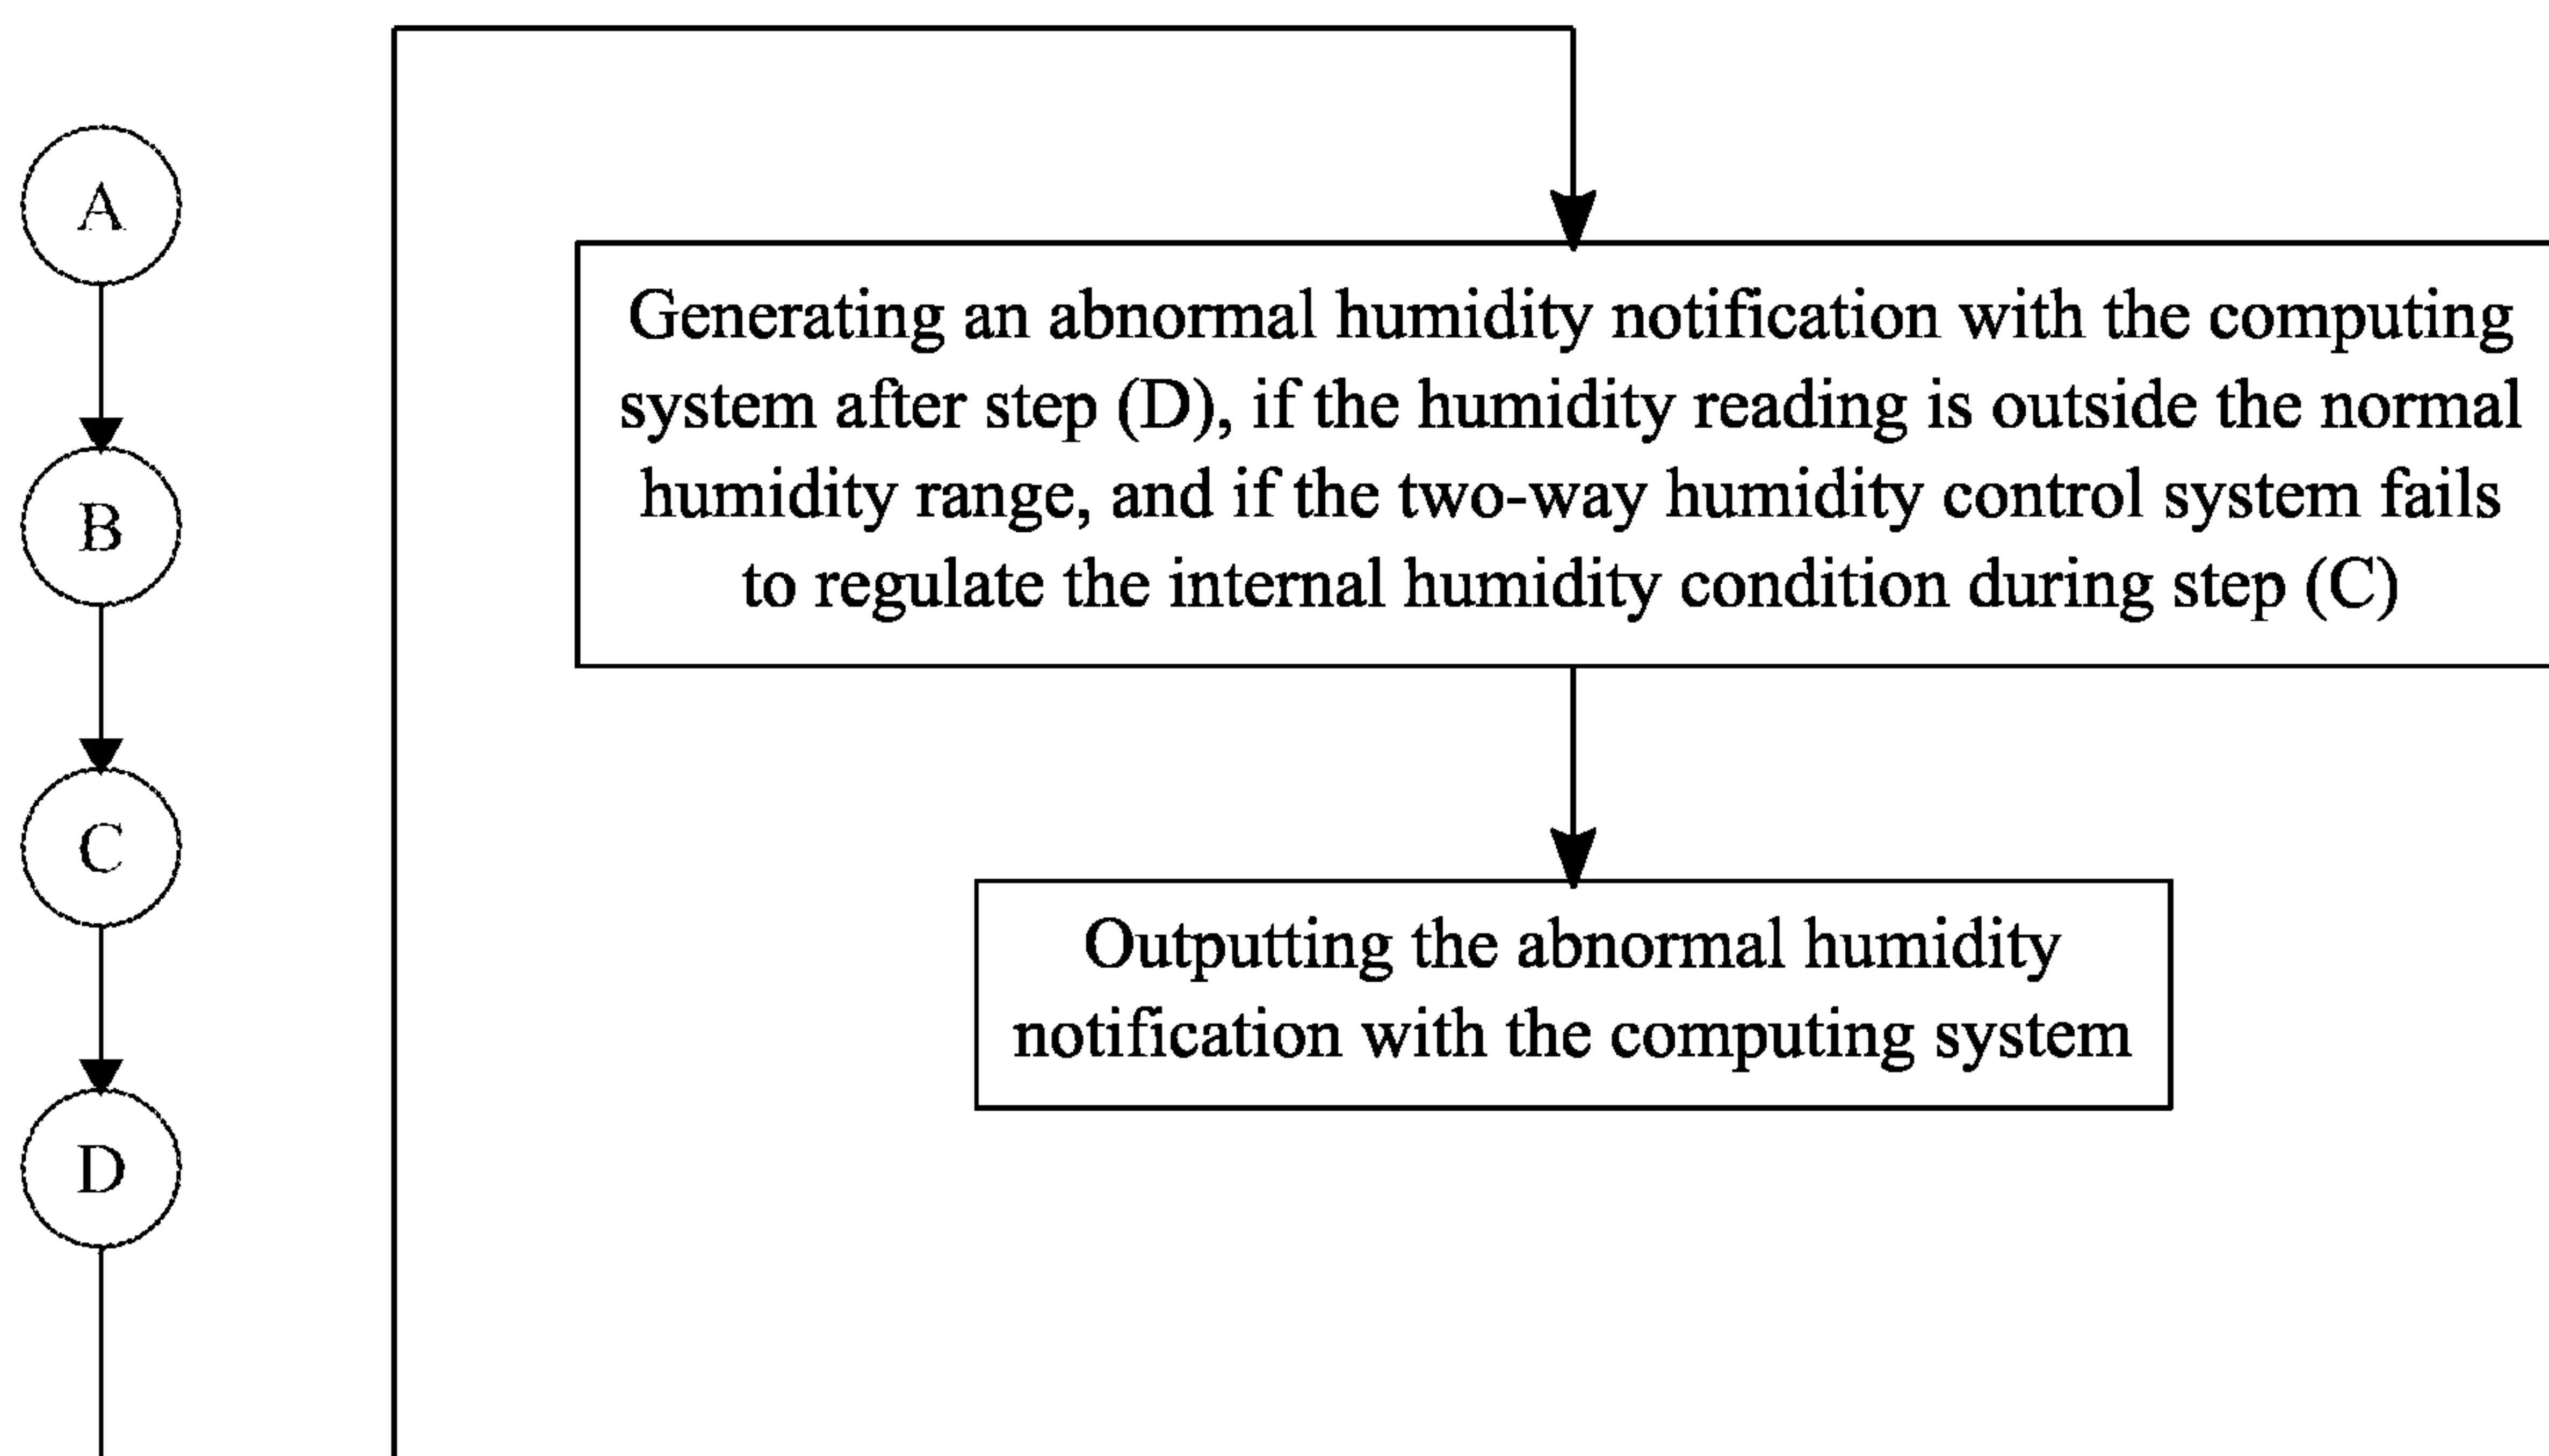 A
B
C
D
Generating an abnormal humidity notification with the computing
system after step (D), if the humidity reading is outside the normal
humidity range, and if the two-way humidity control system fails
to regulate the internal humidity condition during step (C)
Outputting the abnormal humidity
notification with the computing system